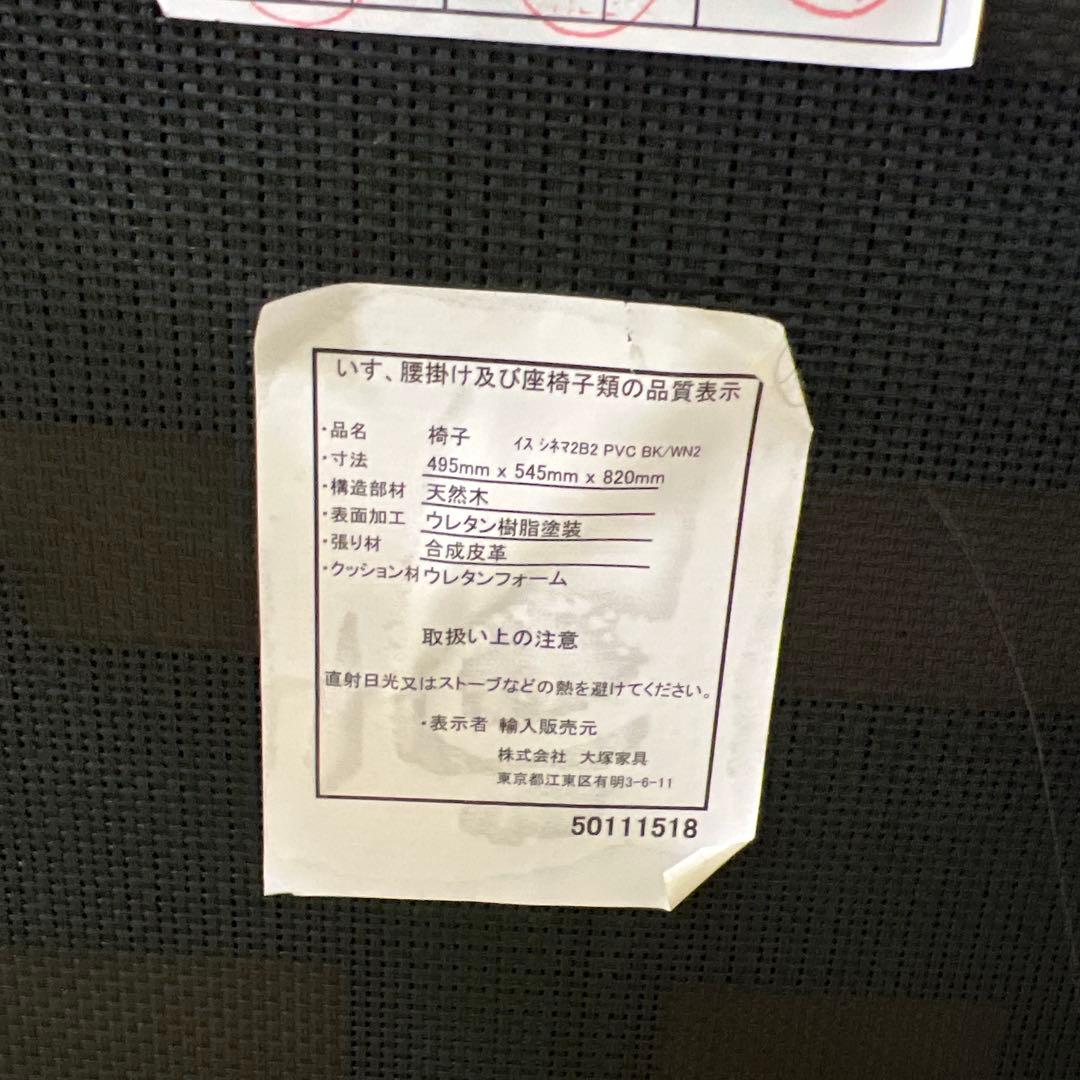 いす、腰掛け及び座椅子類の品質表示
・品名 椅子 イス シネマ2B2 PVC BK/WN2
・寸法 495mm x 545mm x 820mm
・構造部材 天然木
・表面加工 ウレタン樹脂塗装
・張り材 合成皮革
・クッション材 ウレタンフォーム
取扱い上の注意
直射日光又はストーブなどの熱を避けてください。
・表示者 輸入販売元
株式会社 大塚家具
東京都江東区有明3-6-11
50111518